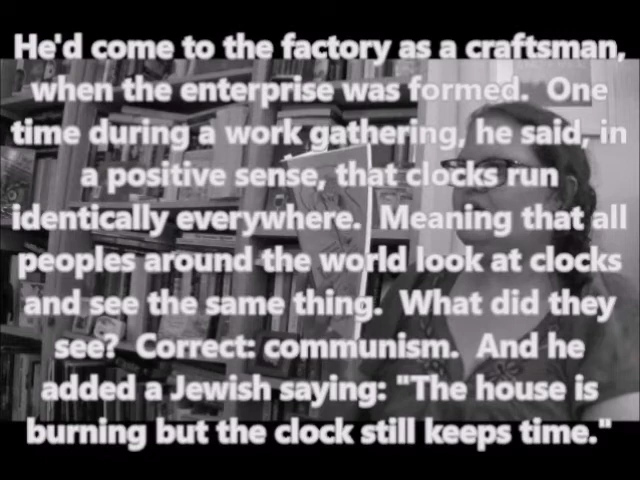 He'd come to the factory as a craftsman,
when the enterprise was formed.  One
time during a work gathering, he said, in
a positive sense, that clocks run
identically everywhere.  Meaning that all
peoples around the world look at clocks
and see the same thing.  What did they
see?  Correct: communism.  And he
added a Jewish saying: "The house is
burning but the clock still keeps time."